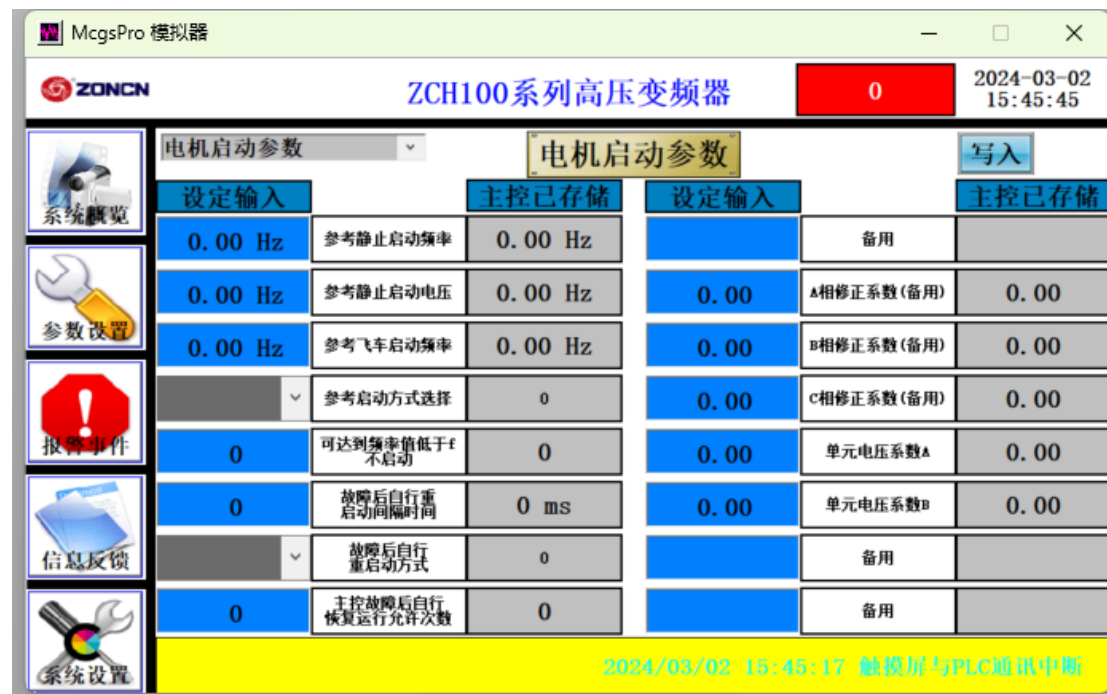 McgsPro 模拟器
ZONCN
ZCH100系列高压变频器
0
2024-03-02
15:45:45
电机启动参数
电机启动参数
写入
设定输入
主控已存储
设定输入
主控已存储
系统概览
0.00 Hz
参考静止启动频率
0.00 Hz
备用
0.00 Hz
参考静止启动电压
0.00 Hz
0.00
A相修正系数(备用)
0.00
参数设置
0.00 Hz
参考飞车启动频率
0.00 Hz
0.00
B相修正系数(备用)
0.00
参考启动方式选择
0
0.00
C相修正系数(备用)
0.00
报警事件
0
可达到频率值低于f
不启动
0
0.00
单元电压系数A
0.00
0
故障后自行重
启动间隔时间
0 ms
0.00
单元电压系数B
0.00
信息反馈
故障后自行
重启动方式
0
备用
0
主控故障后自行
恢复运行允许次数
0
备用
系统设置
2024/03/02 15:45:17 触摸屏与PLC通讯中断